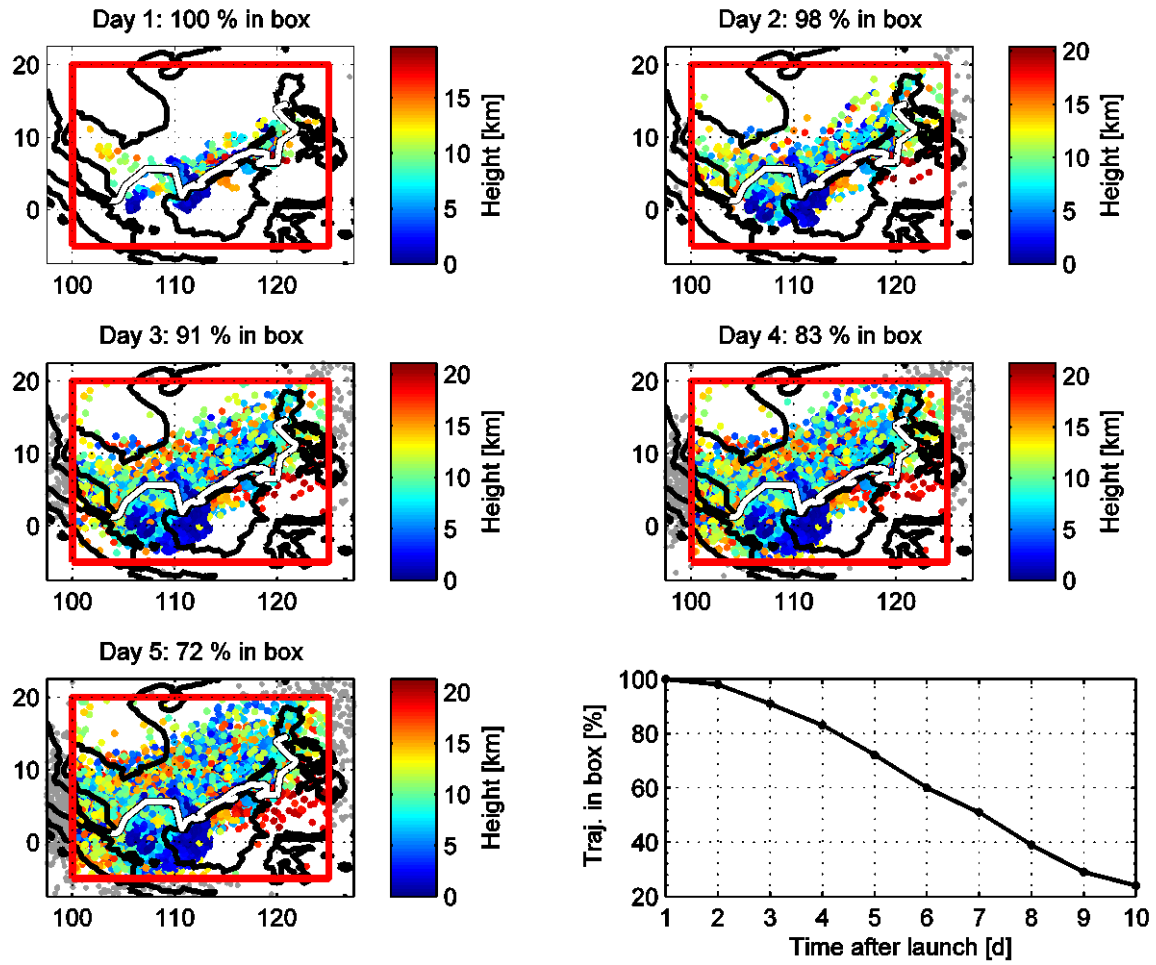 Day 1: 100 % in box
20
10
0
100 110 120
15
10
5
0
Height [km]
Day 2: 98 % in box
20
10
0
100 110 120
20
15
10
5
0
Height [km]
Day 3: 91 % in box
20
10
0
100 110 120
20
15
10
5
0
Height [km]
Day 4: 83 % in box
20
10
0
100 110 120
20
15
10
5
0
Height [km]
Day 5: 72 % in box
20
10
0
100 110 120
20
15
10
5
0
Height [km]
100
80
60
40
20
Traj. in box [%]
1 2 3 4 5 6 7 8 9 10
Time after launch [d]